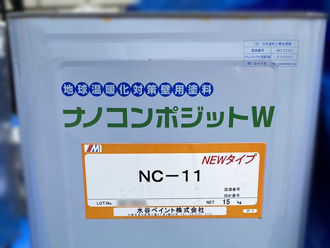 地球温暖化対策壁用塗料
ナノコンポジットW
NEWタイプ
NC-11
LOT.No.
NET 15 kg
水谷ペイント株式会社